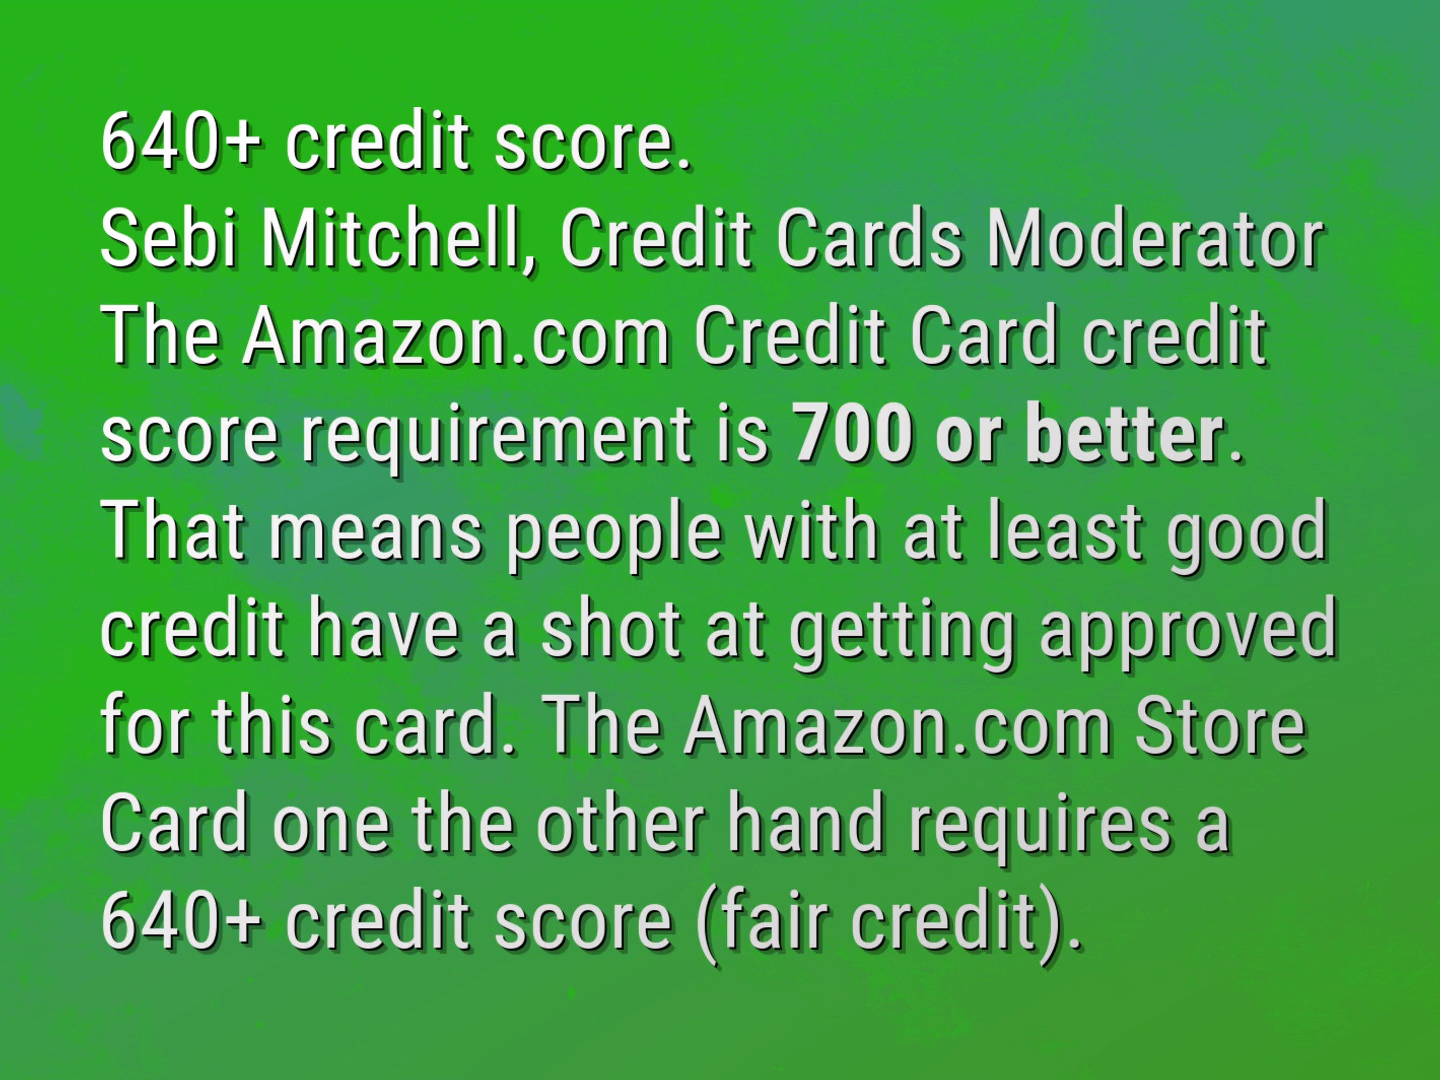 640+ credit score.
Sebi Mitchell, Credit Cards Moderator
The Amazon.com Credit Card credit
score requirement is 700 or better.
That means people with at least good
credit have a shot at getting approved
for this card. The Amazon.com Store
Card one the other hand requires a
640+ credit score (fair credit).